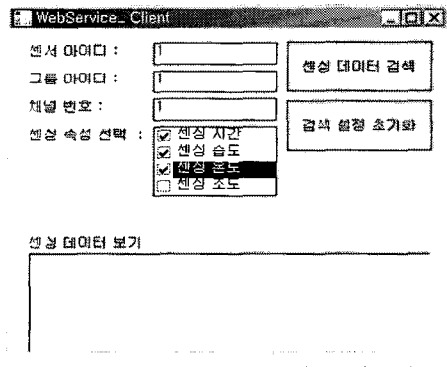 WebService_ Client
센서 아이디 : 1
센싱 데이터 검색
그룹 아이디 : 1
채널 번호 : 1
검색 설정 초기화
센싱 속성 선택 : 센싱 시간
센싱 습도
센싱 온도
센싱 조도
센싱 데이터 보기